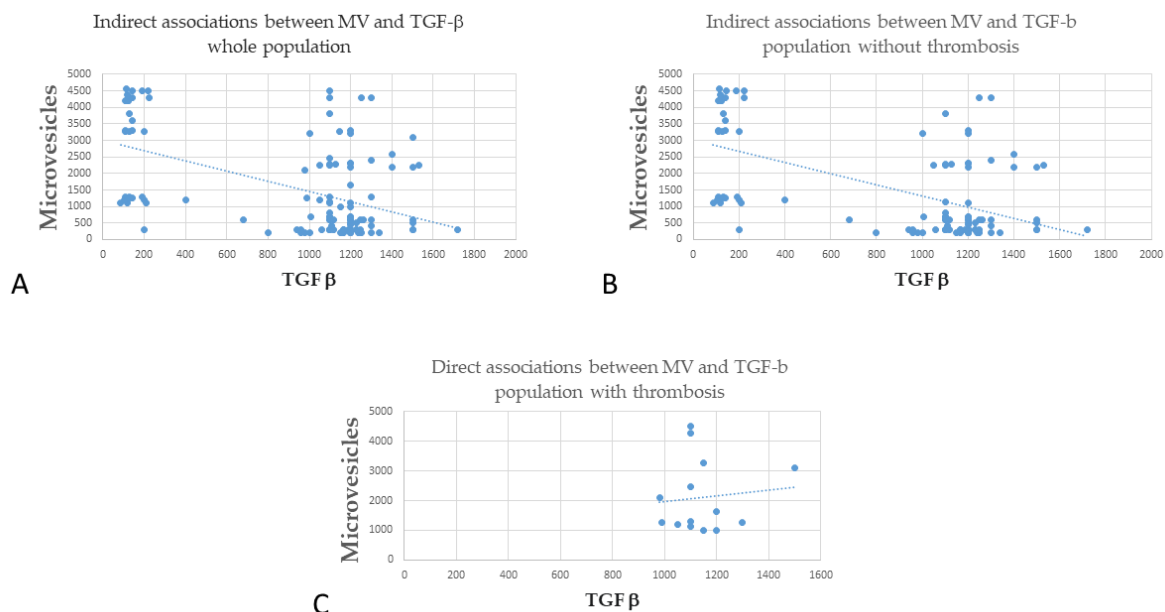 Indirect associations between MV and TGF-β
whole population
Microvesicles
5000
4500
4000
3500
3000
2500
2000
1500
1000
500
0
0 200 400 600 800 1000 1200 1400 1600 1800 2000
TGF β
A
Indirect associations between MV and TGF-b
population without thrombosis
Microvesicles
5000
4500
4000
3500
3000
2500
2000
1500
1000
500
0
0 200 400 600 800 1000 1200 1400 1600 1800 2000
TGF β
B
Direct associations between MV and TGF-b
population with thrombosis
Microvesicles
5000
4000
3000
2000
1000
0
0 200 400 600 800 1000 1200 1400 1600
TGF β
C